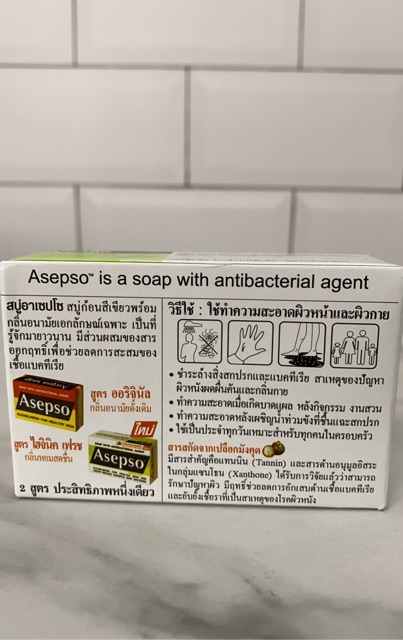 Asepso™ is a soap with antibacterial agent
สบู่อาเซปโซ สบู่ก้อนสีเขียวพร้อม
กลิ่นอนามัยเอกลักษณ์เฉพาะ เป็นที่
รู้จักมายาวนาน มีส่วนผสมของสาร
ออกฤทธิ์เพื่อช่วยลดการสะสมของ
เชื้อแบคทีเรีย
Asepso
สูตร ออริจินัล
กลิ่นอนามัยดั้งเดิม
ใหม่
สูตร ไฮจินิค เฟรช
กลิ่นหอมสดชื่น
Asepso
2 สูตร ประสิทธิภาพหนึ่งเดียว
วิธีใช้ : ใช้ทำความสะอาดผิวหน้าและผิวกาย
• ชำระล้างสิ่งสกปรกและแบคทีเรีย สาเหตุของปัญหา
ผิวหนังผดผื่นคันและกลิ่นกาย
• ทำความสะอาดเมื่อเกิดบาดแผล หลังกิจกรรม งานสวน
• ทำความสะอาดหลังเผชิญน้ำท่วมขังที่ชื้นแฉะสกปรก
• ใช้เป็นประจำทุกวันเหมาะสำหรับทุกคนในครอบครัว
สารสกัดจากเปลือกมังคุด
มีสารสำคัญคือแทนนิน (Tannin) และสารต้านอนุมูลอิสระ
ในกลุ่มแซนโธน (Xanthone) ได้รับการวิจัยแล้วว่าสามารถ
รักษาปัญหาผิว มีฤทธิ์ช่วยลดการอักเสบต้านเชื้อแบคทีเรีย
และยับยั้งเชื้อราที่เป็นสาเหตุของโรคผิวหนัง